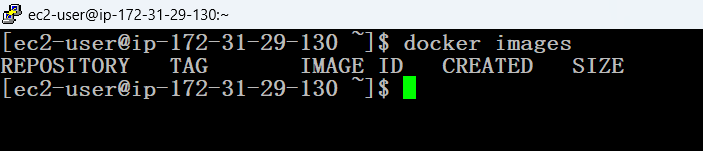 ec2-user@ip-172-31-29-130:~
[ec2-user@ip-172-31-29-130 ~]$ docker images
REPOSITORY   TAG       IMAGE ID   CREATED   SIZE
[ec2-user@ip-172-31-29-130 ~]$